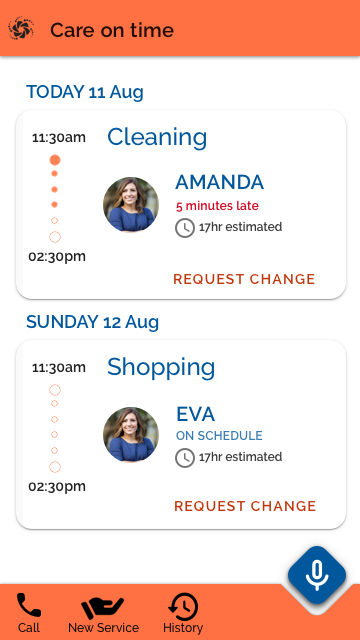 Care on time
TODAY 11 Aug
11:30am
Cleaning
AMANDA
5 minutes late
17hr estimated
02:30pm
REQUEST CHANGE
SUNDAY 12 Aug
11:30am
Shopping
EVA
ON SCHEDULE
17hr estimated
02:30pm
REQUEST CHANGE
Call
New Service
History